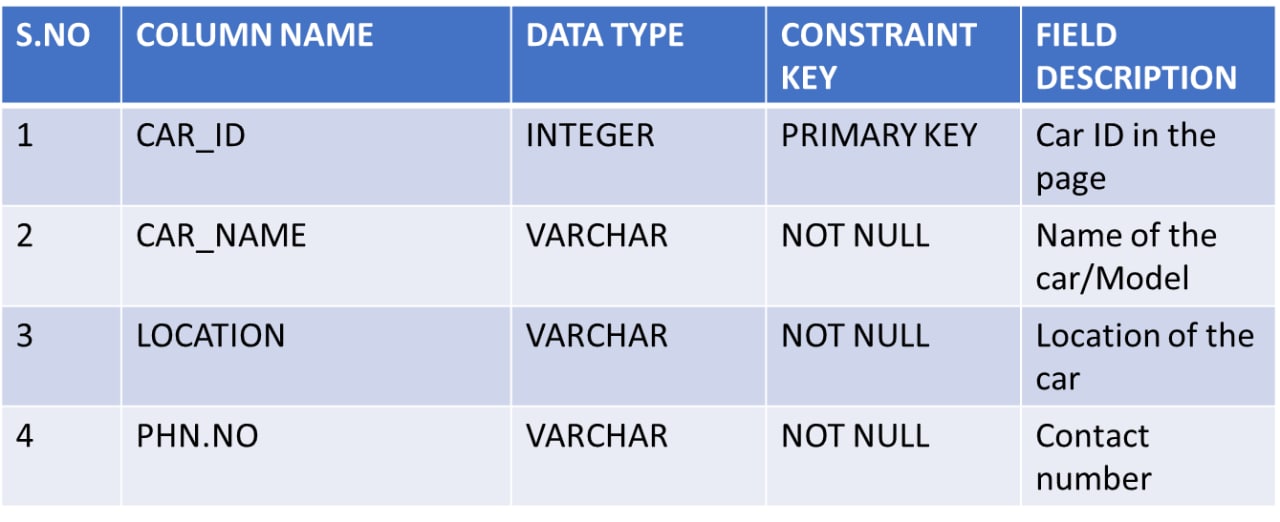 S.NO COLUMN NAME DATA TYPE CONSTRAINT KEY FIELD DESCRIPTION
1 CAR_ID INTEGER PRIMARY KEY Car ID in the page
2 CAR_NAME VARCHAR NOT NULL Name of the car/Model
3 LOCATION VARCHAR NOT NULL Location of the car
4 PHN.NO VARCHAR NOT NULL Contact number